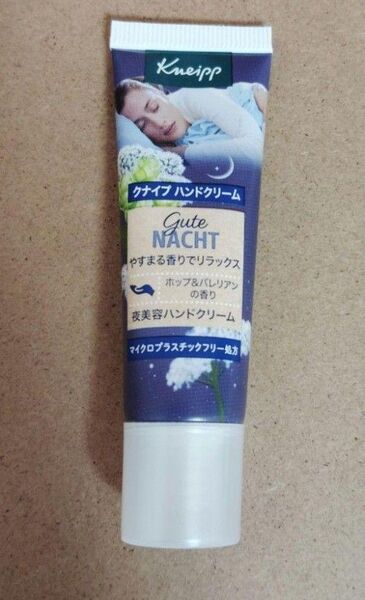 Kneipp
クナイプ ハンドクリーム
Gute
NACHT
やすまる香りでリラックス
ホップ&バレリアン
の香り
夜美容ハンドクリーム
マイクロプラスチックフリー処方